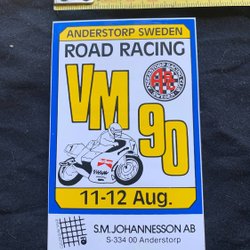 ANDERSTORP SWEDEN
ROAD RACING
VM
90
11-12 Aug.
S.M. JOHANNESSON AB
S-334 00 Anderstorp